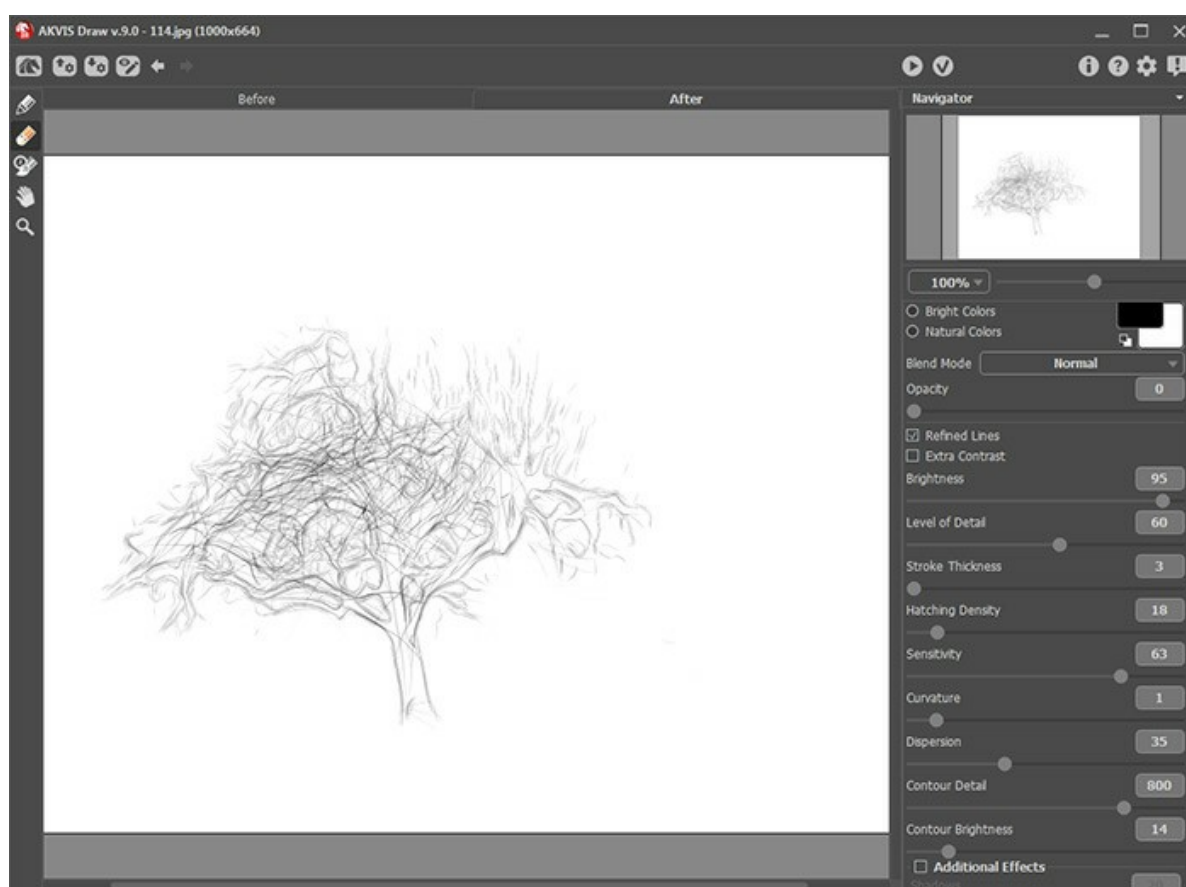 AKVIS Draw v.9.0 - 114.jpg (1000x664)
Before
After
Navigator
100%
Bright Colors
Natural Colors
Blend Mode Normal
Opacity 0
Refined Lines
Extra Contrast
Brightness 95
Level of Detail 60
Stroke Thickness 3
Hatching Density 18
Sensitivity 63
Curvature 1
Dispersion 35
Contour Detail 800
Contour Brightness 14
Additional Effects